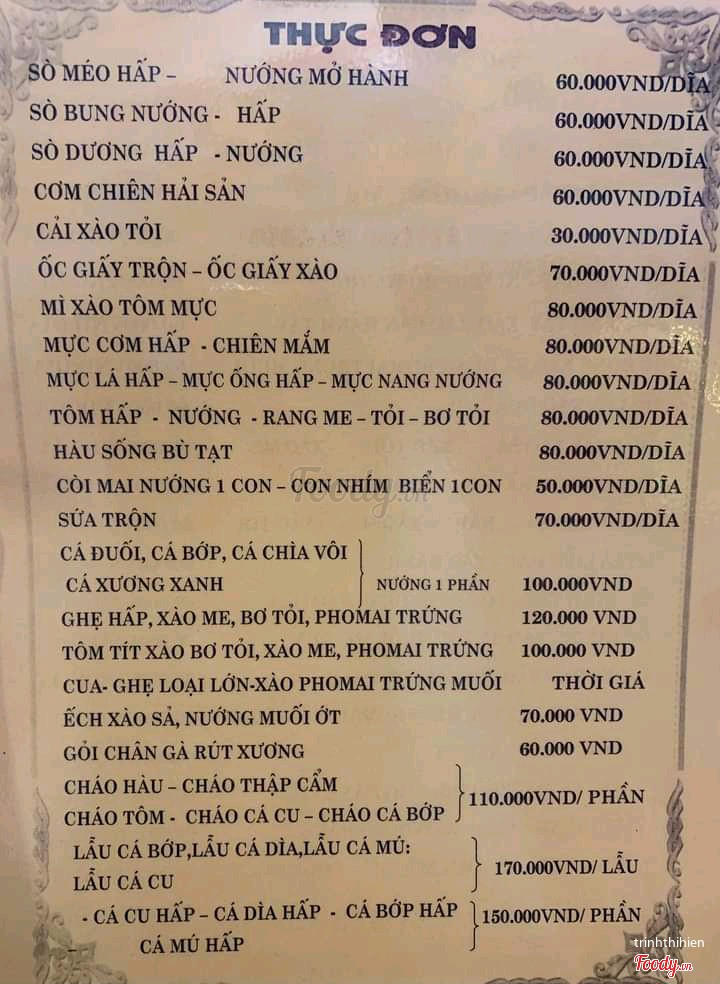 THỰC ĐƠN
SÒ MÉO HẤP – NƯỚNG MỞ HÀNH 60.000VND/DĨA
SÒ BUNG NƯỚNG - HẤP 60.000VND/DĨA
SÒ DƯƠNG HẤP - NƯỚNG 60.000VND/DĨA
CƠM CHIÊN HẢI SẢN 60.000VND/DĨA
CẢI XÀO TỎI 30.000VND/DĨA
ỐC GIẤY TRỘN – ỐC GIẤY XÀO 70.000VND/DĨA
MÌ XÀO TÔM MỰC 80.000VND/DĨA
MỰC CƠM HẤP - CHIÊN MẮM 80.000VND/DĨA
MỰC LÁ HẤP – MỰC ỐNG HẤP – MỰC NANG NƯỚNG 80.000VND/DĨA
TÔM HẤP - NƯỚNG - RANG ME – TỎI – BƠ TỎI 80.000VND/DĨA
HÀU SỐNG BÙ TẠT 80.000VND/DĨA
Foody.vn
CÒI MAI NƯỚNG 1 CON – CON NHÍM BIỂN 1CON 50.000VND/DĨA
SỨA TRỘN 70.000VND/DĨA
CÁ ĐUỐI, CÁ BỚP, CÁ CHÌA VÔI
CÁ XƯƠNG XANH NƯỚNG 1 PHẦN 100.000VND
GHẸ HẤP, XÀO ME, BƠ TỎI, PHOMAI TRỨNG 120.000 VND
TÔM TÍT XÀO BƠ TỎI, XÀO ME, PHOMAI TRỨNG 100.000 VND
CUA- GHẸ LOẠI LỚN-XÀO PHOMAI TRỨNG MUỐI THỜI GIÁ
ẾCH XÀO SẢ, NƯỚNG MUỐI ỚT 70.000 VND
GỎI CHÂN GÀ RÚT XƯƠNG 60.000 VND
CHÁO HÀU – CHÁO THẬP CẨM
CHÁO TÔM - CHÁO CÁ CU – CHÁO CÁ BỚP 110.000VND/ PHẦN
LẪU CÁ BỚP,LẪU CÁ DÌA,LẪU CÁ MÚ:
LẪU CÁ CU 170.000VND/ LẪU
- CÁ CU HẤP – CÁ DÌA HẤP - CÁ BỚP HẤP 150.000VND/ PHẦN
CÁ MÚ HẤP
trinhthihien
Foody.vn